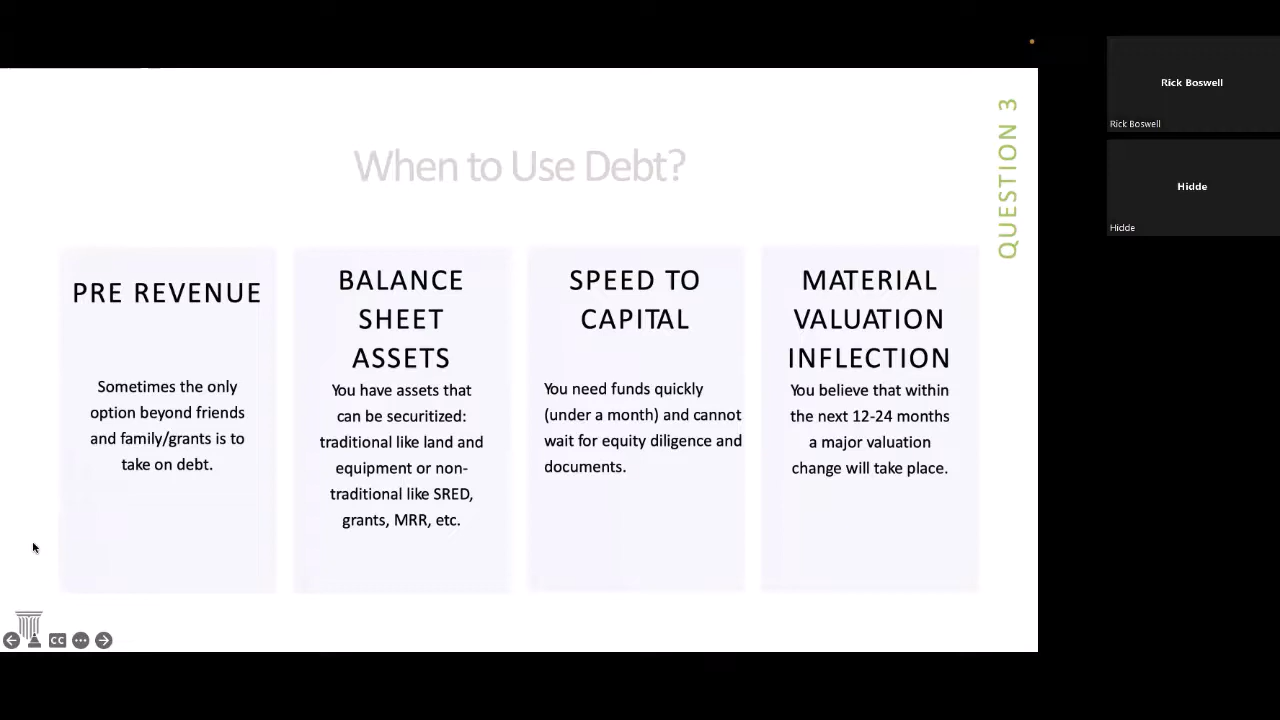 When to Use Debt?
QUESTION 3
PRE REVENUE
Sometimes the only
option beyond friends
and family/grants is to
take on debt.
BALANCE
SHEET
ASSETS
You have assets that
can be securitized:
traditional like land and
equipment or non-
traditional like SRED,
grants, MRR, etc.
SPEED TO
CAPITAL
You need funds quickly
(under a month) and cannot
wait for equity diligence and
documents.
MATERIAL
VALUATION
INFLECTION
You believe that within
the next 12-24 months
a major valuation
change will take place.
CC
Rick Boswell
Rick Boswell
Hidde
Hidde